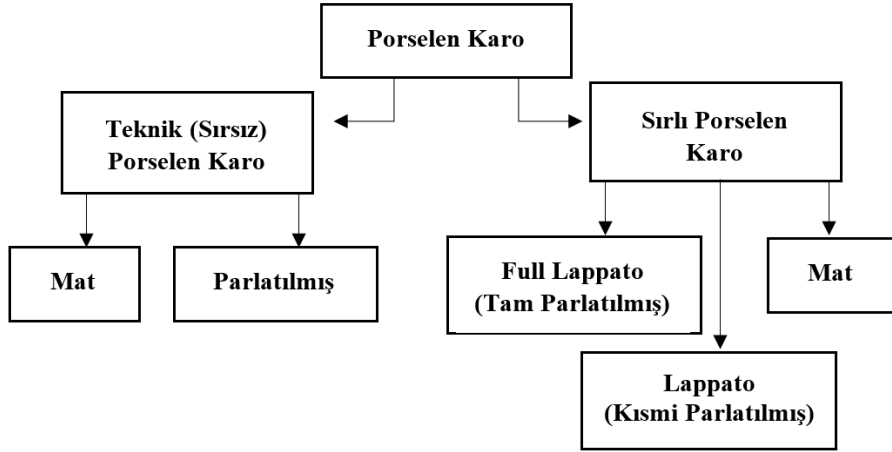 Porselen Karo
Teknik (Sırsız)
Porselen Karo
Sırlı Porselen
Karo
Mat
Parlatılmış
Full Lappato
(Tam Parlatılmış)
Mat
Lappato
(Kısmi Parlatılmış)